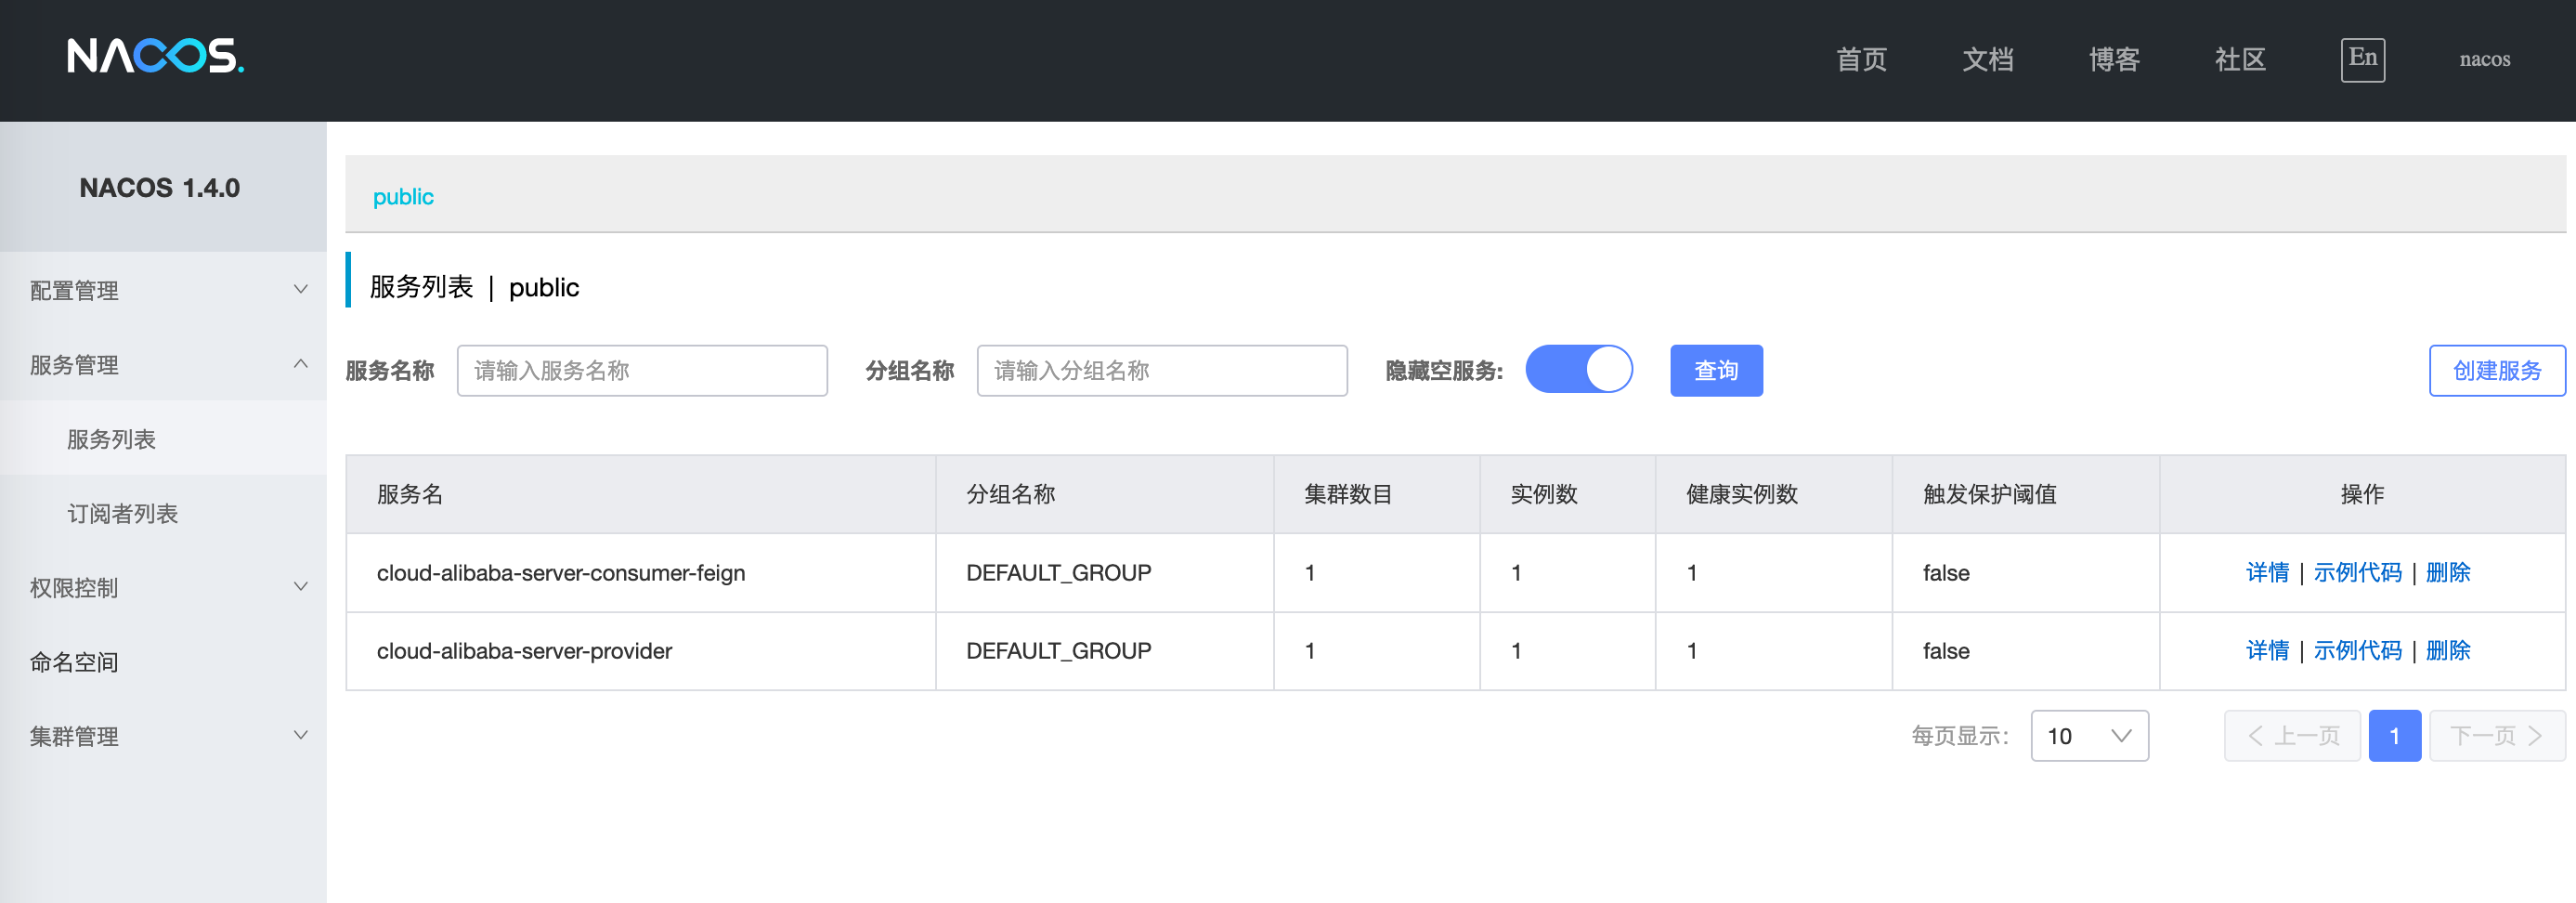 NACOS. 首页 文档 博客 社区 En nacos
NACOS 1.4.0
public
配置管理
服务列表 | public
服务管理
服务名称 请输入服务名称 分组名称 请输入分组名称 隐藏空服务: 查询 创建服务
服务列表
订阅者列表
权限控制
命名空间
集群管理
服务名 分组名称 集群数目 实例数 健康实例数 触发保护阈值 操作
cloud-alibaba-server-consumer-feign DEFAULT_GROUP 1 1 1 false 详情 | 示例代码 | 删除
cloud-alibaba-server-provider DEFAULT_GROUP 1 1 1 false 详情 | 示例代码 | 删除
每页显示: 10 上一页 1 下一页